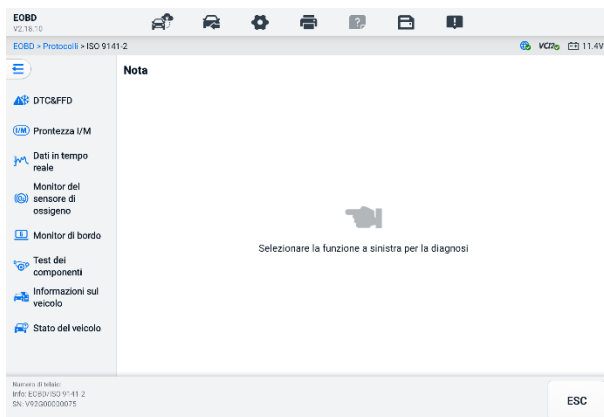 EOBD
V2.18.10
EOBD > Protocolli > ISO 9141-2
VCI
11.4V
Nota
DTC&FFD
I/M
Prontezza I/M
Dati in tempo
reale
Monitor del
sensore di
ossigeno
Monitor di bordo
Test dei
componenti
Informazioni sul
veicolo
Stato del veicolo
Selezionare la funzione a sinistra per la diagnosi
Numero di telaio:
Info: EOBD/ISO 9141-2
SN: V92G00000075
ESC